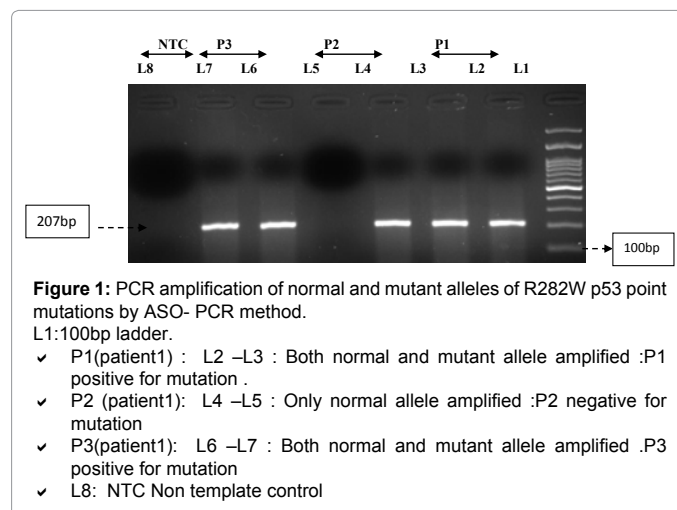 NTC P3 P2 P1
L8 L7 L6 L5 L4 L3 L2 L1
207bp
100bp
Figure 1: PCR amplification of normal and mutant alleles of R282W p53 point
mutations by ASO- PCR method.
L1:100bp ladder.
✓ P1(patient1) : L2 –L3 : Both normal and mutant allele amplified :P1
positive for mutation .
✓ P2 (patient1): L4 –L5 : Only normal allele amplified :P2 negative for
mutation
✓ P3(patient1): L6 –L7 : Both normal and mutant allele amplified .P3
positive for mutation
✓ L8: NTC Non template control